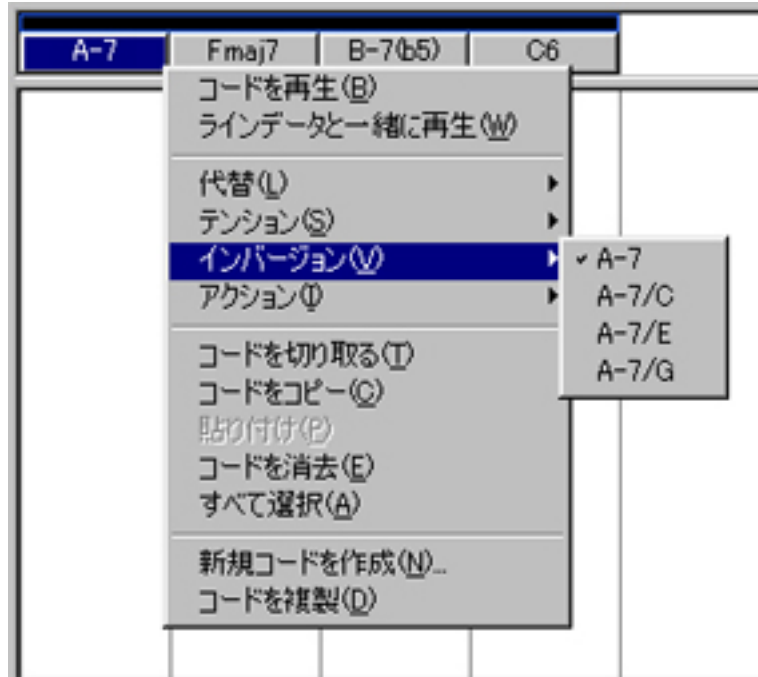 A-7 Fmaj7 B-7(b5) C6
コードを再生(B)
ラインデータと一緒に再生(W)
代替(L)
テンション(S)
インバージョン(V)
アクション(I)
A-7
A-7/C
A-7/E
A-7/G
コードを切り取る(T)
コードをコピー(C)
貼り付け(P)
コードを消去(E)
すべて選択(A)
新規コードを作成(N)...
コードを複製(D)